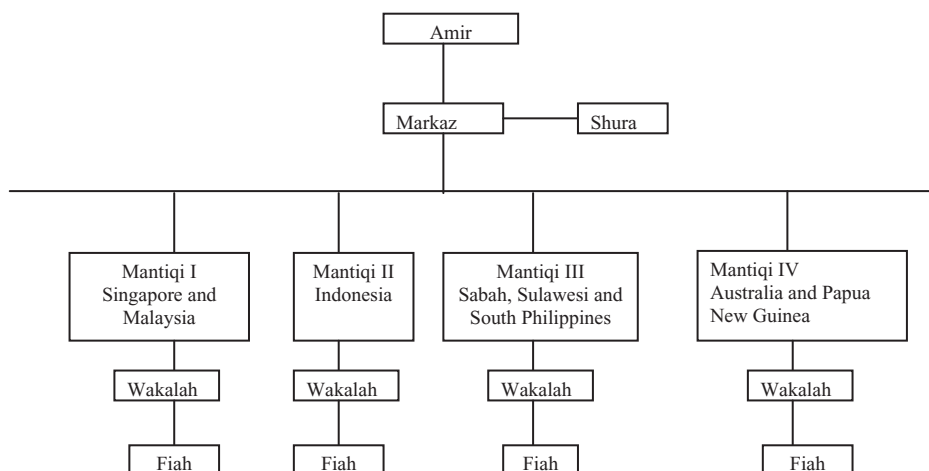 Amir
Markaz
Shura
Mantiqi I
Singapore and
Malaysia
Mantiqi II
Indonesia
Mantiqi III
Sabah, Sulawesi and
South Philippines
Mantiqi IV
Australia and Papua
New Guinea
Wakalah
Wakalah
Wakalah
Wakalah
Fiah
Fiah
Fiah
Fiah